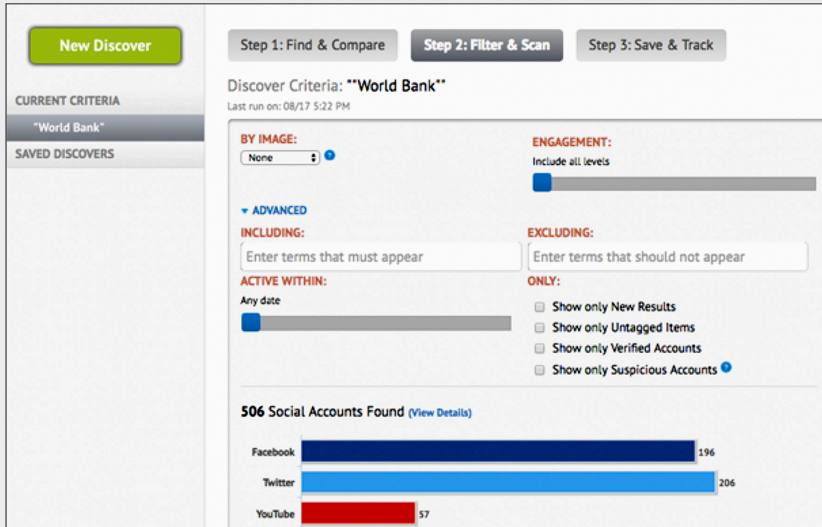 New Discover
CURRENT CRITERIA
"World Bank"
SAVED DISCOVERS
Step 1: Find & Compare
Step 2: Filter & Scan
Step 3: Save & Track
Discover Criteria: ""World Bank""
Last run on: 08/17 5:22 PM
BY IMAGE:
None
?
ENGAGEMENT:
Include all levels
ADVANCED
INCLUDING:
Enter terms that must appear
EXCLUDING:
Enter terms that should not appear
ACTIVE WITHIN:
Any date
ONLY:
Show only New Results
Show only Untagged Items
Show only Verified Accounts
Show only Suspicious Accounts ?
506 Social Accounts Found (View Details)
Facebook 196
Twitter 206
YouTube 57